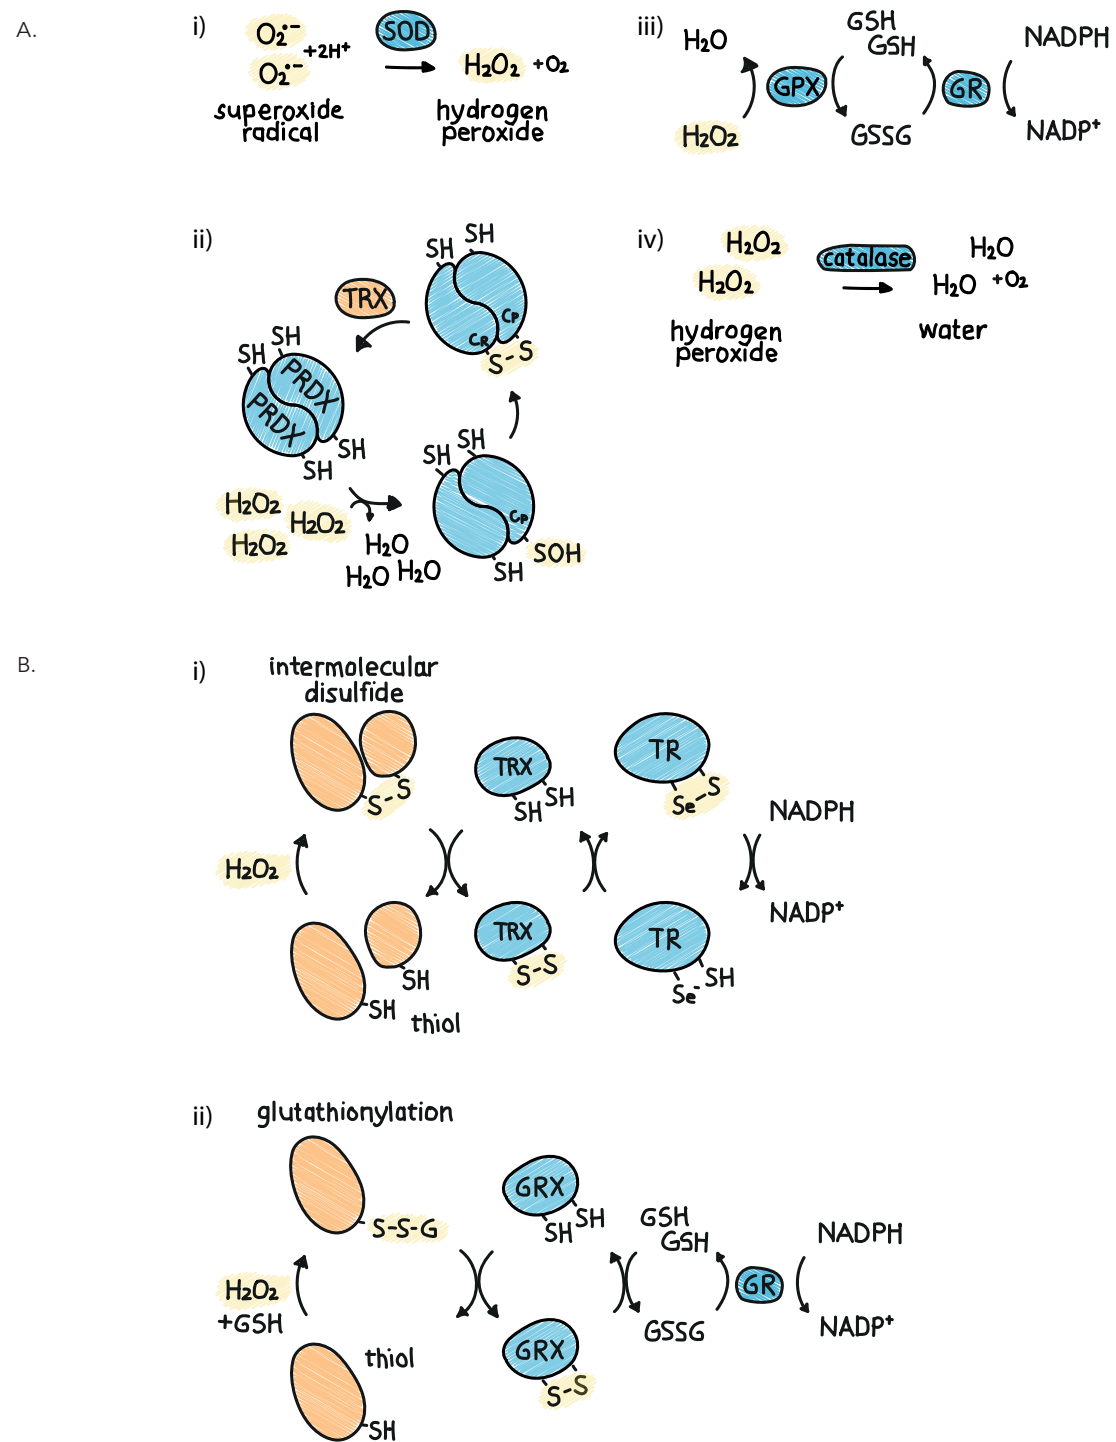 A.
i)
O₂•−
O₂•−
+2H⁺
SOD
H₂O₂ +O₂
superoxide
radical
hydrogen
peroxide
iii)
H₂O
H₂O₂
GPX
GSH
GSH
GSSG
GR
NADPH
NADP⁺
ii)
TRX
SH
SH
CP
CR
S-S
SH
SH
PRDX
PRDX
SH
SH
H₂O₂
H₂O₂
H₂O₂
H₂O
H₂O H₂O
SH
SH
CP
SOH
SH
iv)
H₂O₂
H₂O₂
catalase
H₂O
H₂O +O₂
hydrogen
peroxide
water
B.
i)
intermolecular
disulfide
S-S
TRX
SH
SH
TR
Se-S
NADPH
H₂O₂
NADP⁺
SH
SH
thiol
TRX
S-S
TR
Se⁻
SH
ii)
glutathionylation
S-S-G
GRX
SH
SH
GSH
GSH
NADPH
H₂O₂
+GSH
GR
GSSG
NADP⁺
thiol
SH
GRX
S-S